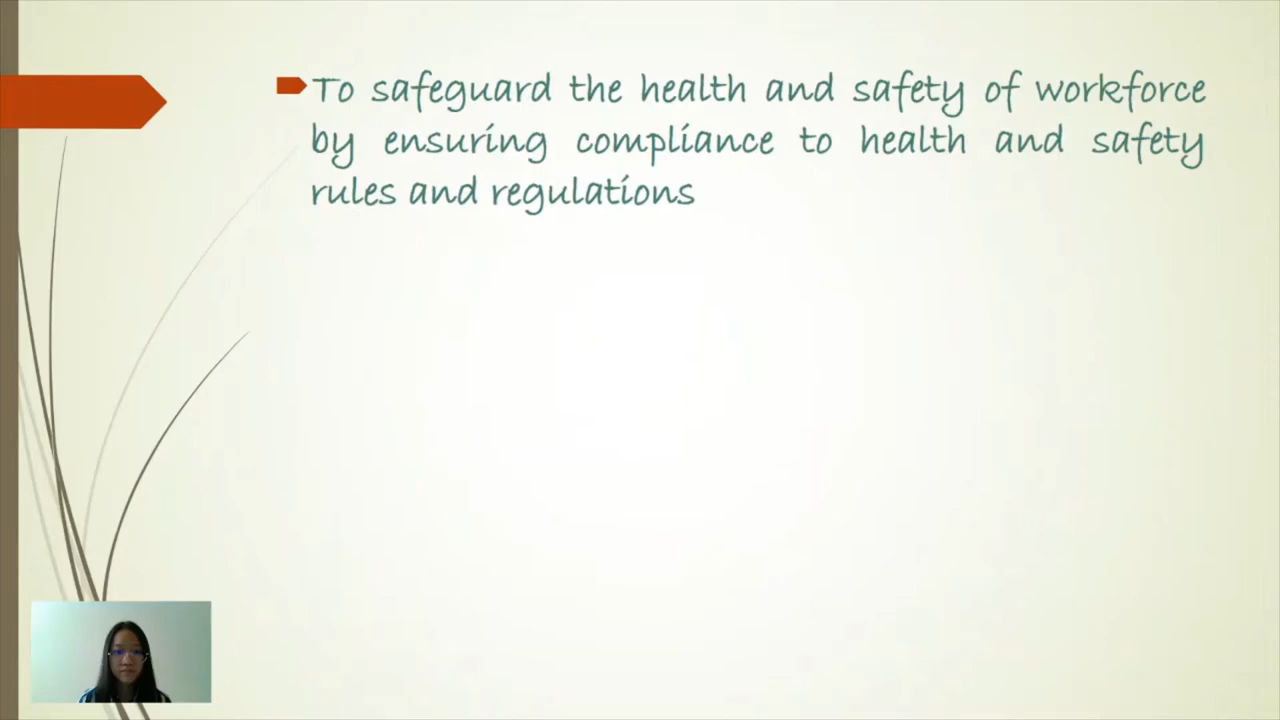 To safeguard the health and safety of workforce
by ensuring compliance to health and safety
rules and regulations